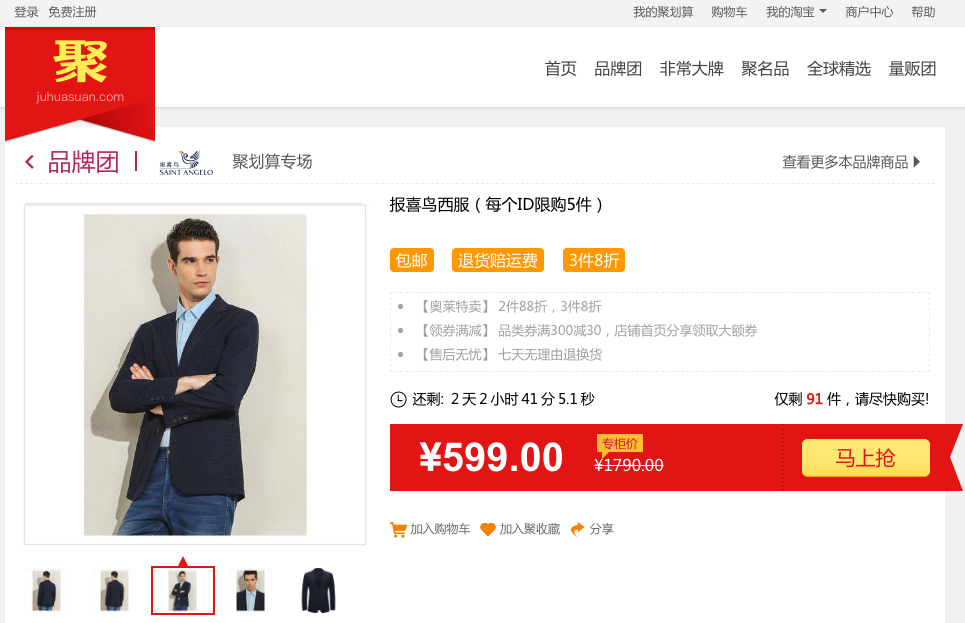 登录 免费注册 我的聚划算 购物车 我的淘宝 商户中心 帮助
聚
juhuasuan.com
首页 品牌团 非常大牌 聚名品 全球精选 量贩团
品牌团
报喜鸟
SAINT ANGELO
聚划算专场
查看更多本品牌商品
报喜鸟西服（每个ID限购5件）
包邮 退货赔运费 3件8折
【奥莱特卖】 2件88折，3件8折
【领券满减】 品类券满300减30，店铺首页分享领取大额券
【售后无忧】 七天无理由退换货
还剩: 2 天 2 小时 41 分 5.1 秒 仅剩 91 件，请尽快购买!
¥599.00
专柜价
¥1790.00
马上抢
加入购物车 加入聚收藏 分享